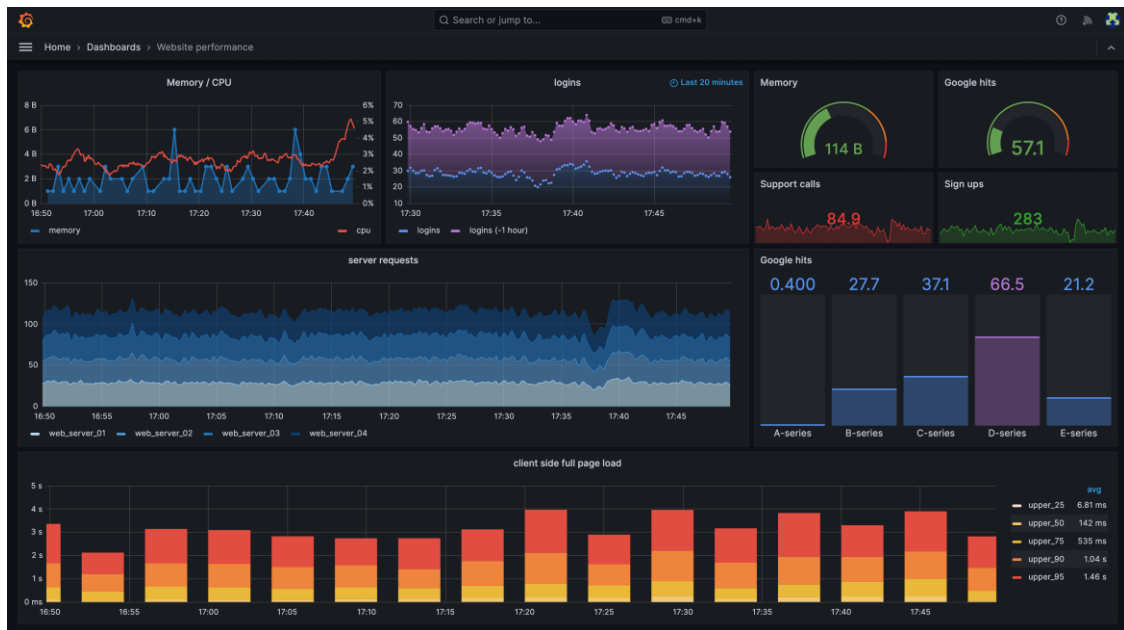 Search or jump to... cmd+k
Home › Dashboards › Website performance
Memory / CPU
8 B
6 B
4 B
2 B
0 B
6%
5%
4%
3%
2%
1%
0%
16:50 17:00 17:10 17:20 17:30 17:40
memory cpu
logins
Last 20 minutes
70
60
50
40
30
20
10
17:30 17:35 17:40 17:45
logins logins (-1 hour)
Memory
114 B
Google hits
57.1
Support calls
84.9
Sign ups
283
server requests
150
100
50
0
16:50 16:55 17:00 17:05 17:10 17:15 17:20 17:25 17:30 17:35 17:40 17:45
web_server_01 web_server_02 web_server_03 web_server_04
Google hits
0.400 27.7 37.1 66.5 21.2
A-series B-series C-series D-series E-series
client side full page load
5 s
4 s
3 s
2 s
1 s
0 ms
16:50 16:55 17:00 17:05 17:10 17:15 17:20 17:25 17:30 17:35 17:40 17:45
avg
upper_25 6.81 ms
upper_50 142 ms
upper_75 535 ms
upper_90 1.04 s
upper_95 1.46 s